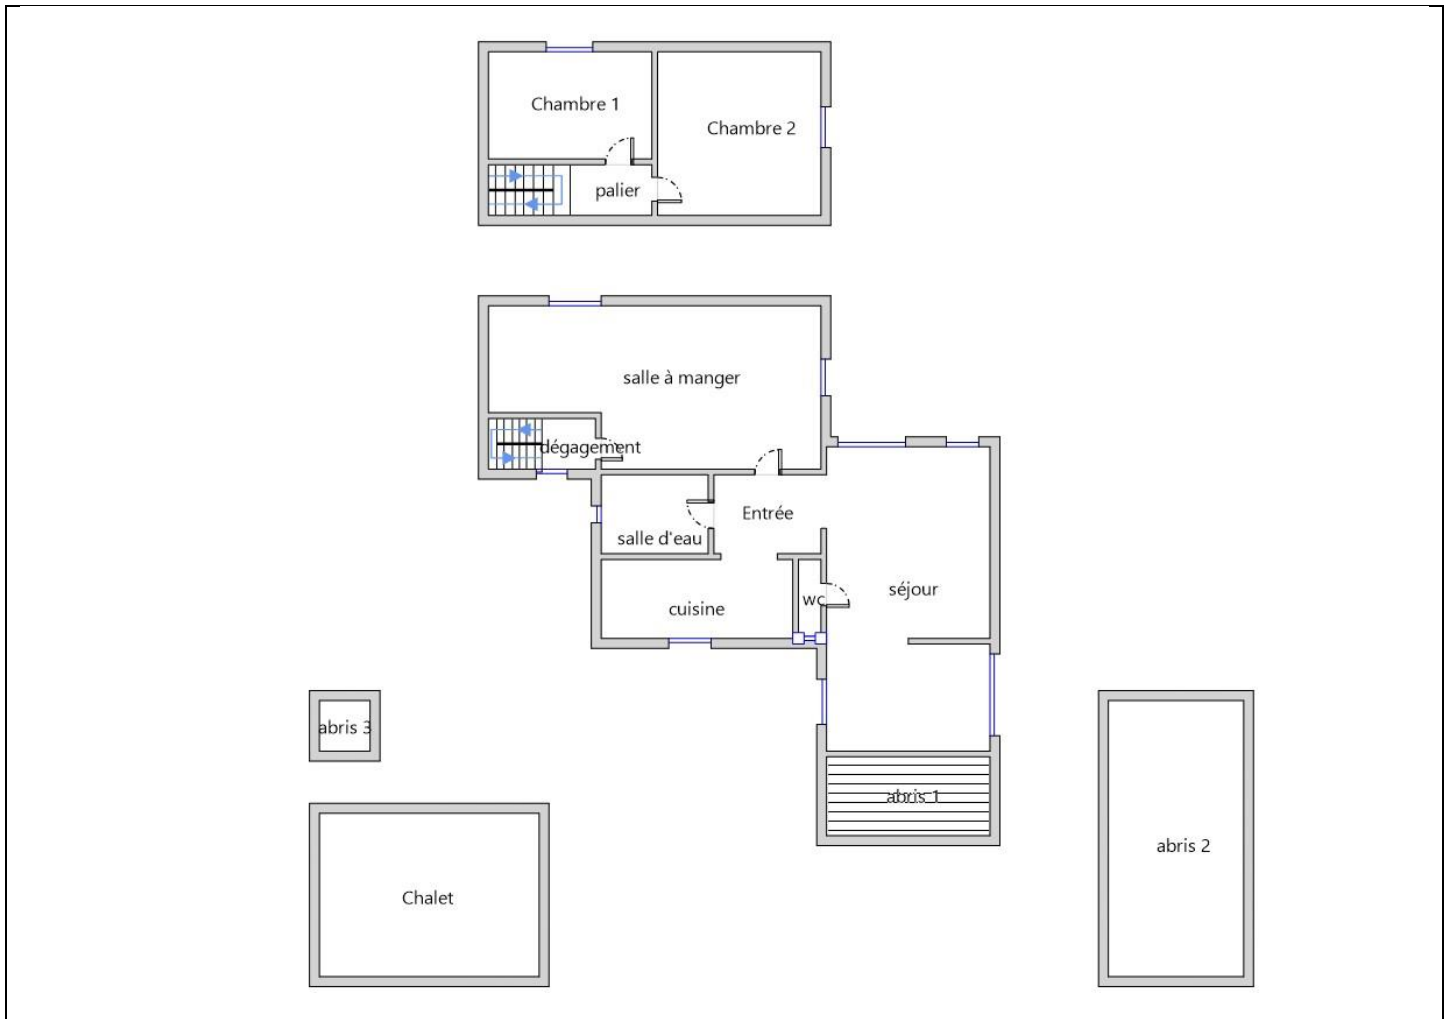 Chambre 1
Chambre 2
palier
salle à manger
dégagement
Entrée
salle d'eau
séjour
wc
cuisine
abris 3
abris 1
abris 2
Chalet